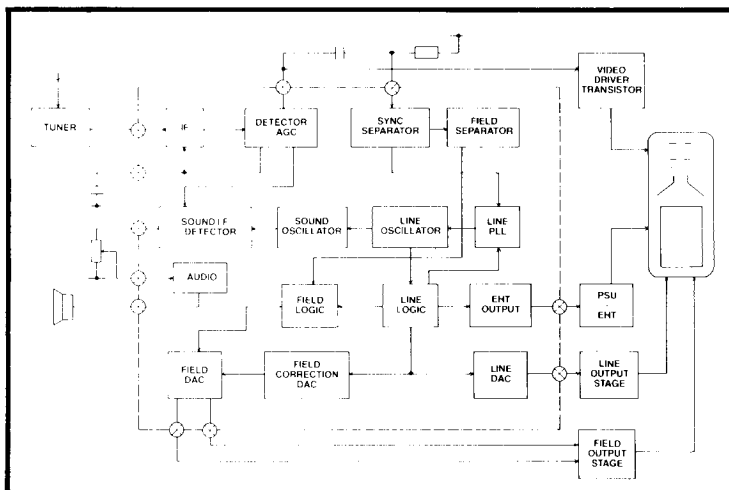 VIDEO
DRIVER
TRANSISTOR
TUNER
IF
DETECTOR
AGC
SYNC
SEPARATOR
FIELD
SEPARATOR
SOUND I F
DETECTOR
SOUND
OSCILLATOR
LINE
OSCILLATOR
LINE
PLL
AUDIO
FIELD
LOGIC
LINE
LOGIC
EHT
OUTPUT
PSU
EHT
FIELD
DAC
FIELD
CORRECTION
DAC
LINE
DAC
LINE
OUTPUT
STAGE
FIELD
OUTPUT
STAGE